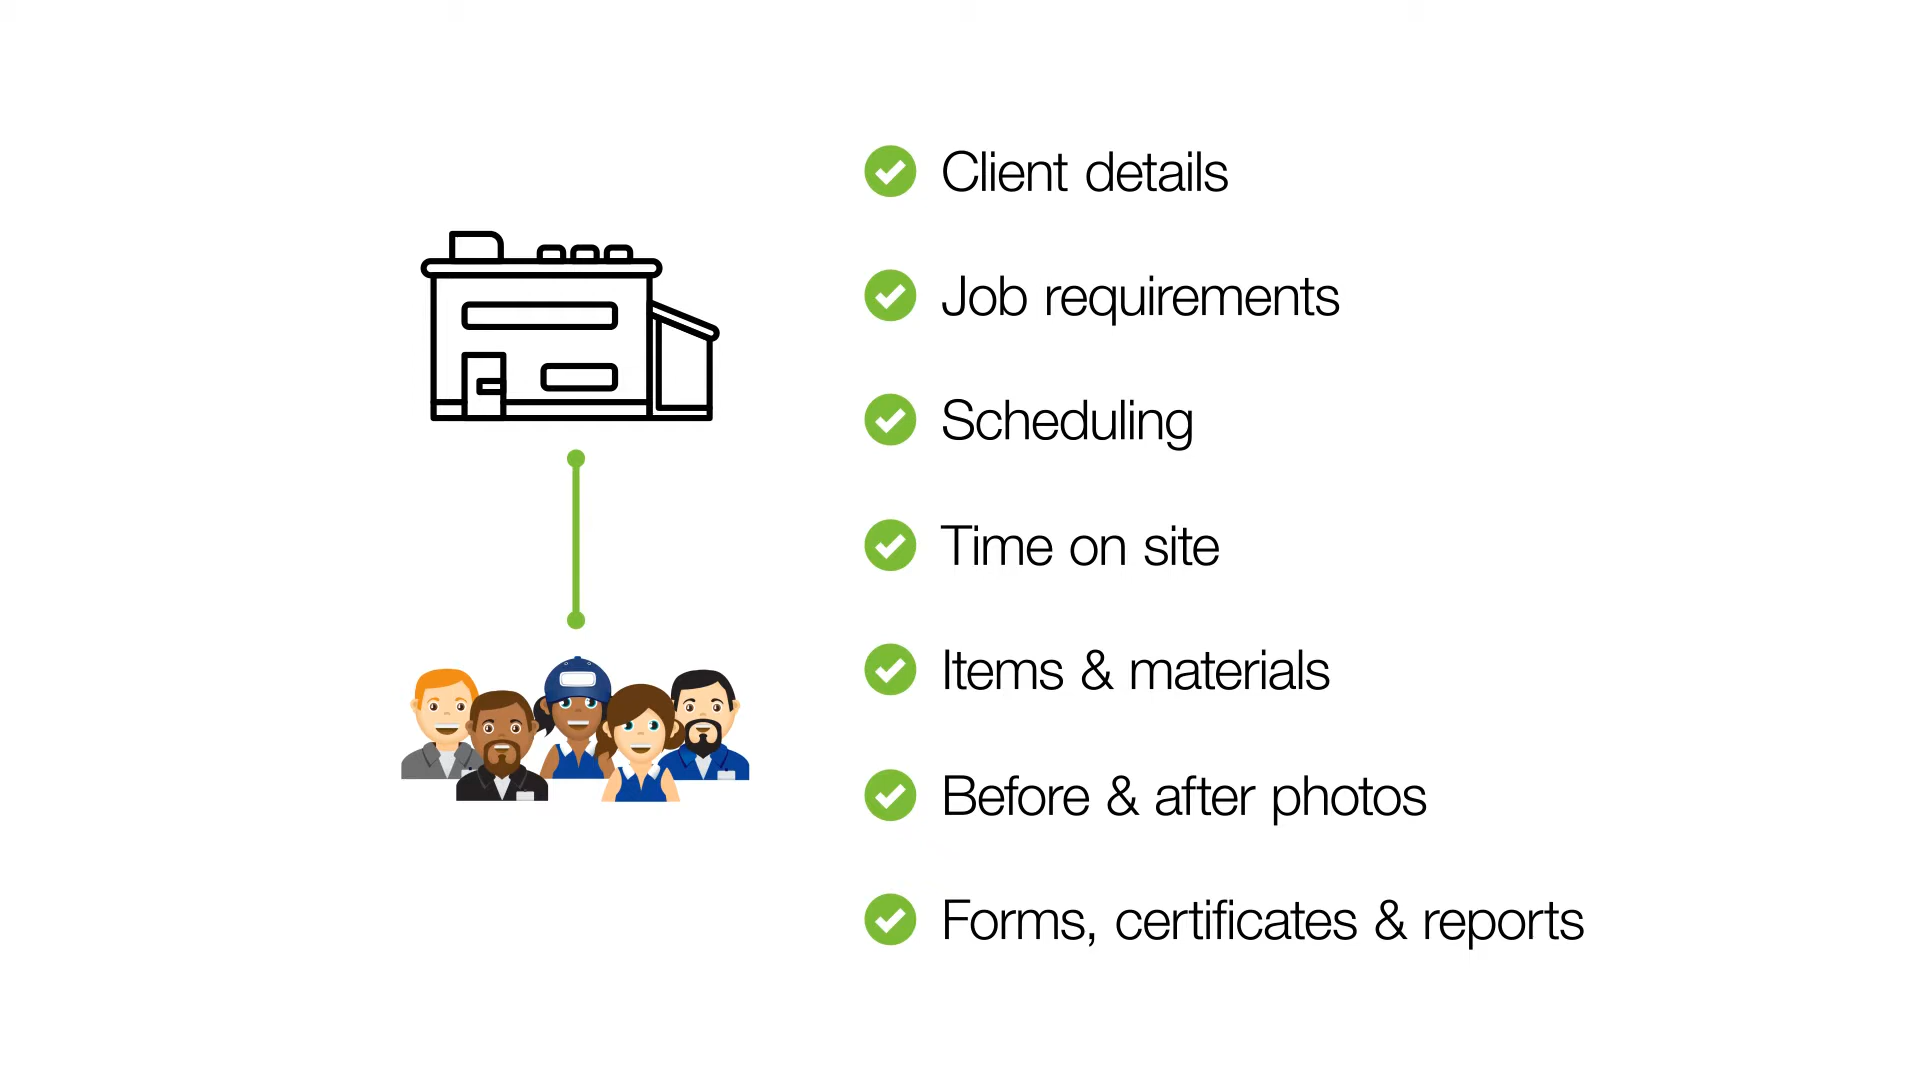 Client details
Job requirements
Scheduling
Time on site
Items & materials
Before & after photos
Forms, certificates & reports